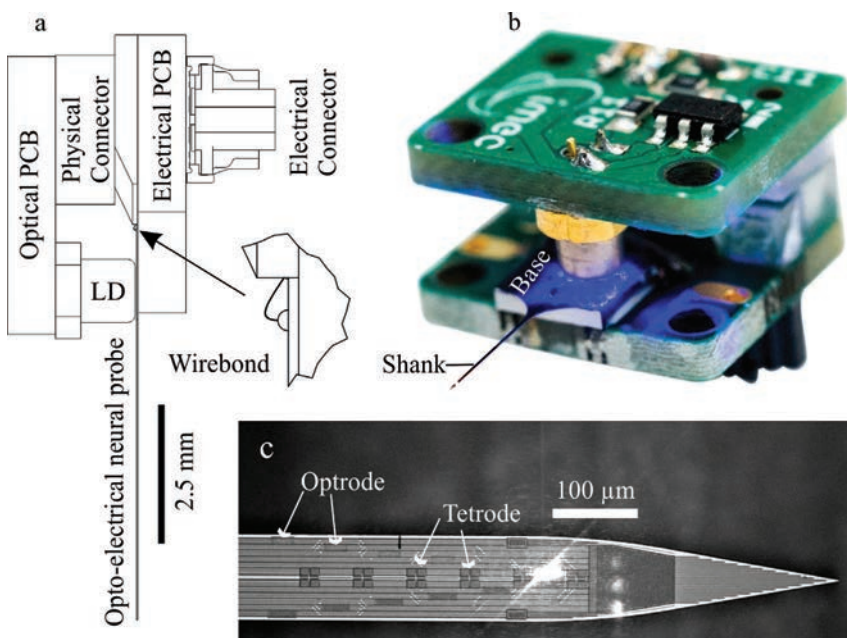 a
Optical PCB
Physical
Connector
Electrical PCB
Electrical
Connector
LD
Wirebond
Opto-electrical neural probe
2.5 mm
b
imec
Base
Shank
c
Optrode
Tetrode
100 µm